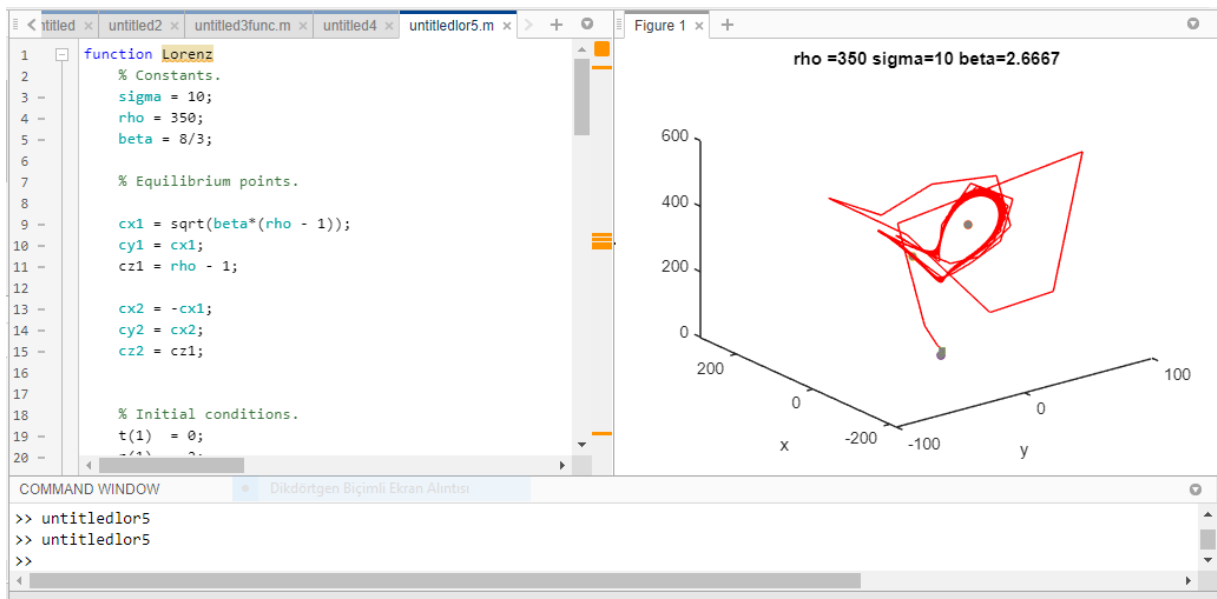 ntitled × untitled2 × untitled3func.m × untitled4 × untitledlor5.m × > +
Figure 1 × +
1 function Lorenz
2 % Constants.
3 – sigma = 10;
4 – rho = 350;
5 – beta = 8/3;
6
7 % Equilibrium points.
8
9 – cx1 = sqrt(beta*(rho - 1));
10 – cy1 = cx1;
11 – cz1 = rho - 1;
12
13 – cx2 = -cx1;
14 – cy2 = cx2;
15 – cz2 = cz1;
16
17
18 % Initial conditions.
19 – t(1) = 0;
20 –
rho =350 sigma=10 beta=2.6667
600
400
200
0
200
0
-200
x
-100
0
100
y
COMMAND WINDOW
Dikdörtgen Biçimli Ekran Alıntısı
>> untitledlor5
>> untitledlor5
>>